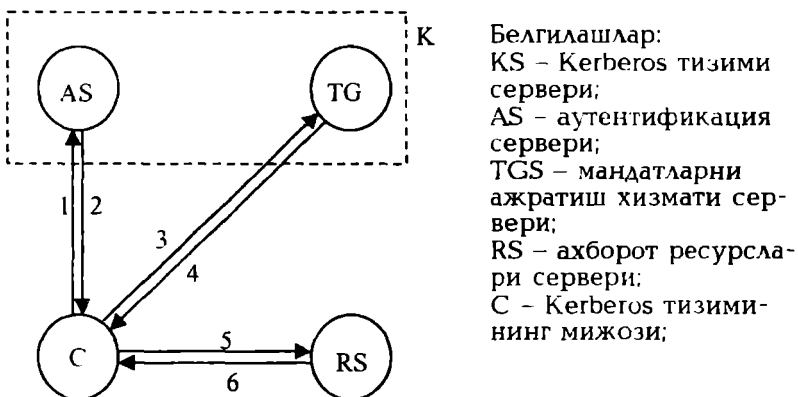 K
AS
TG
1
2
3
4
C
5
6
RS
Белгилашлар:
KS – Kerberos тизими
сервери;
AS – аутентификация
сервери;
TGS – мандатларни
ажратиш хизмати сер-
вери;
RS – ахборот ресурсла-
ри сервери;
C – Kerberos тизими-
нинг мижози;